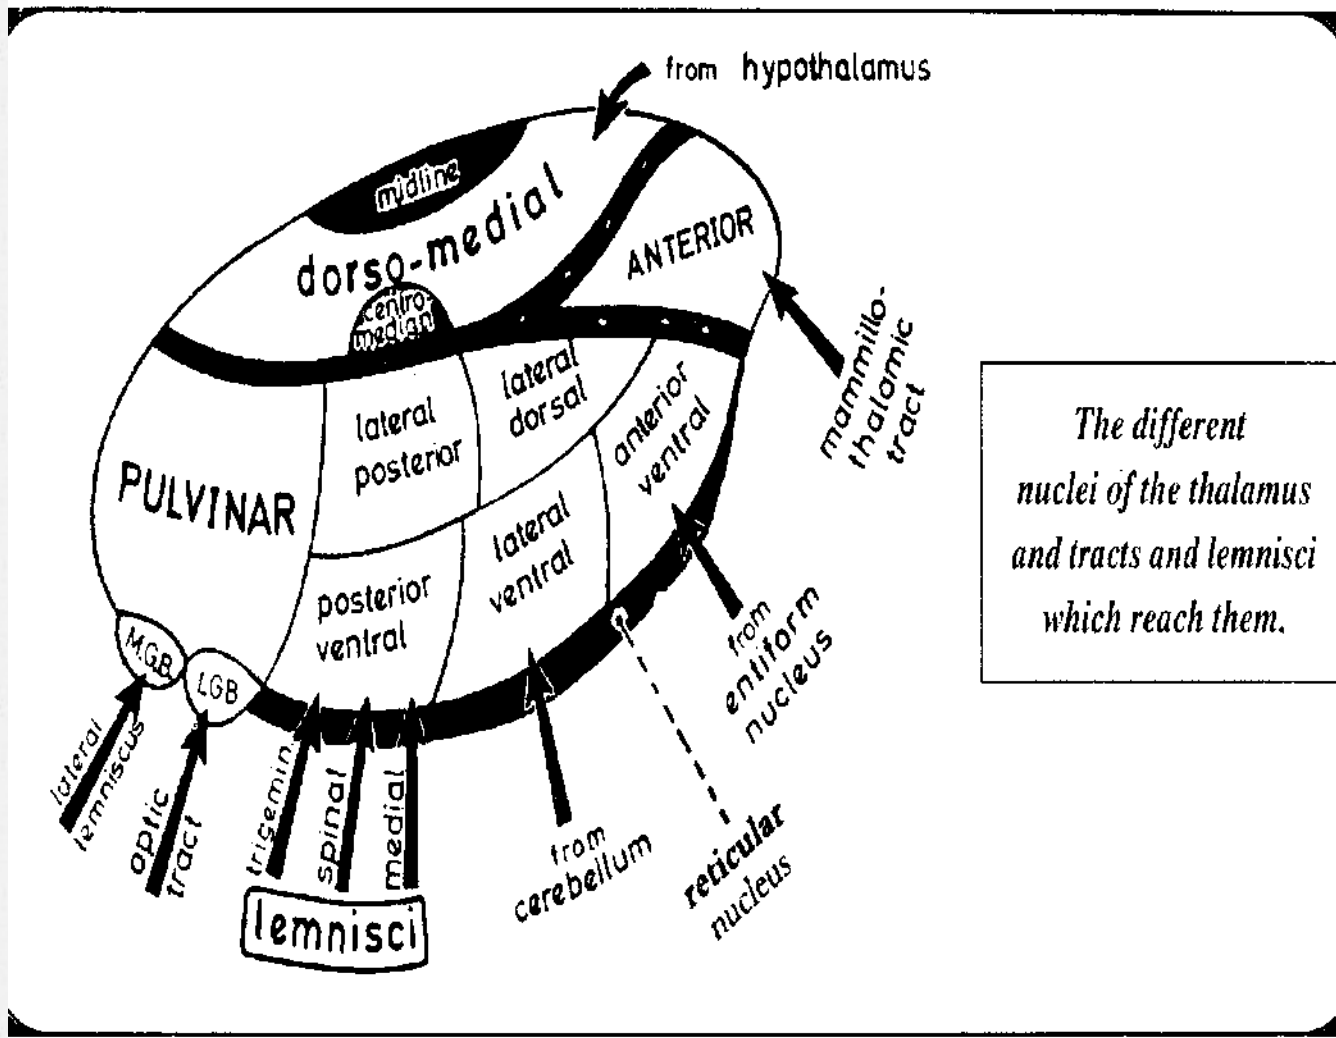 from hypothalamus
midline
dorso-medial
centro-
median
ANTERIOR
mammillo-
thalamic
tract
lateral
posterior
lateral
dorsal
anterior
ventral
PULVINAR
lateral
ventral
posterior
ventral
M.G.B.
LGB
lateral
lemniscus
optic
tract
trigemin.
spinal
medial
lemnisci
from
cerebellum
reticular
nucleus
from
entiform
nucleus
The different
nuclei of the thalamus
and tracts and lemnisci
which reach them.